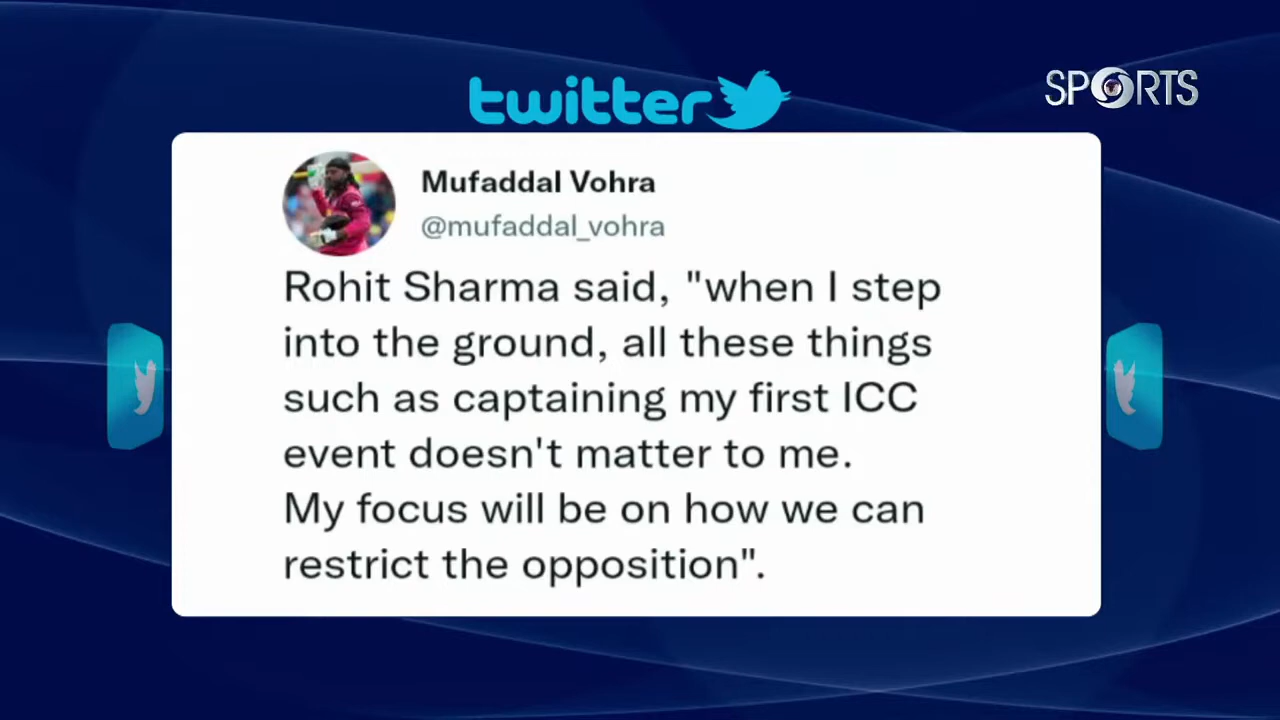 twitter
SPORTS
Mufaddal Vohra
@mufaddal_vohra
Rohit Sharma said, "when I step
into the ground, all these things
such as captaining my first ICC
event doesn't matter to me.
My focus will be on how we can
restrict the opposition".